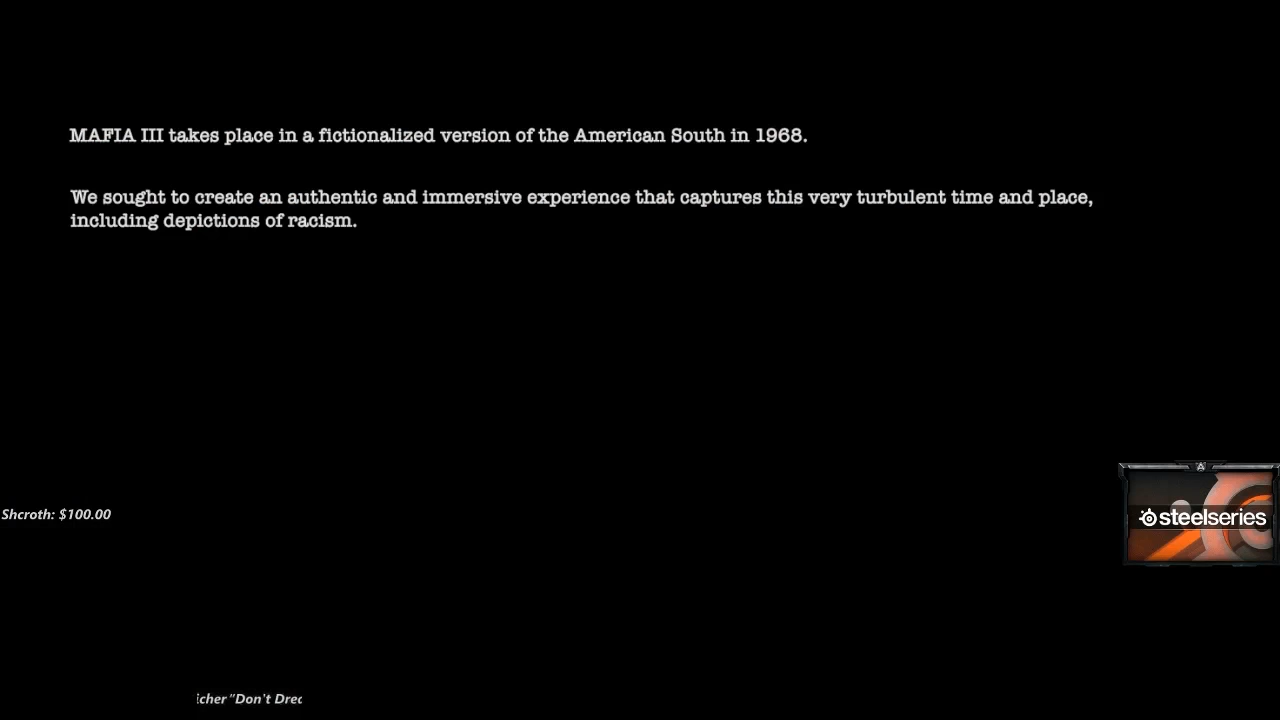 MAFIA III takes place in a fictionalized version of the American South in 1968.
We sought to create an authentic and immersive experience that captures this very turbulent time and place,
including depictions of racism.
Shcroth: $100.00
steelseries
"Don't